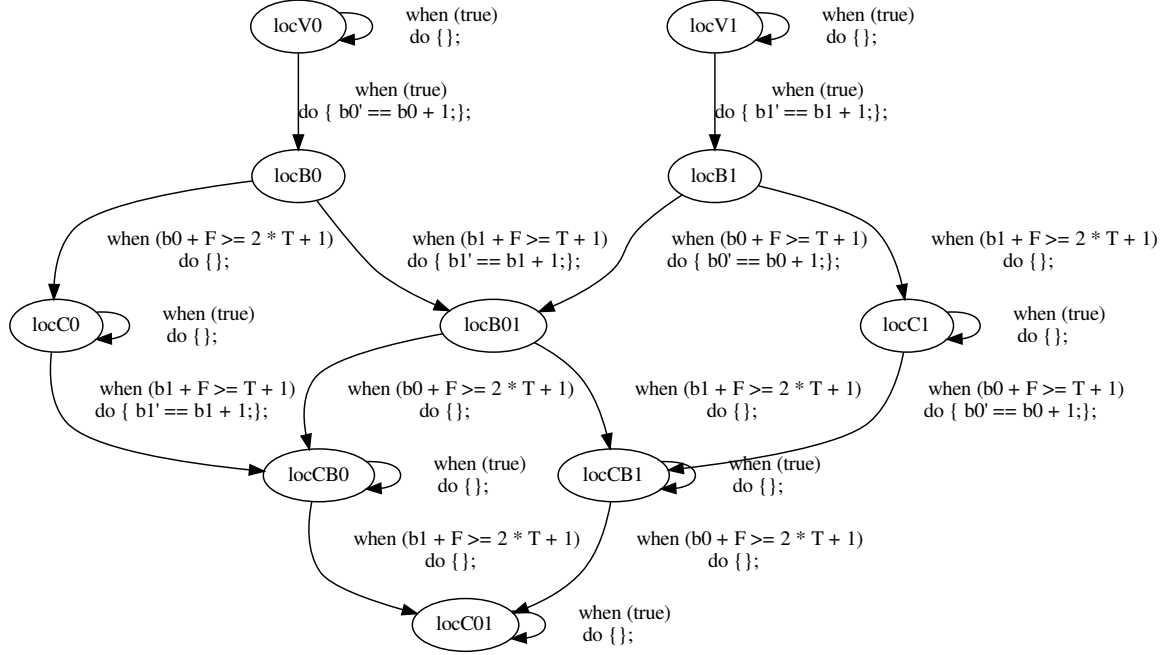 locV0
when (true)
do {};
locV1
when (true)
do {};
when (true)
do { b0' == b0 + 1;};
when (true)
do { b1' == b1 + 1;};
locB0
locB1
when (b0 + F >= 2 * T + 1)
do {};
when (b1 + F >= T + 1)
do { b1' == b1 + 1;};
when (b0 + F >= T + 1)
do { b0' == b0 + 1;};
when (b1 + F >= 2 * T + 1)
do {};
locC0
when (true)
do {};
locB01
locC1
when (true)
do {};
when (b1 + F >= T + 1)
do { b1' == b1 + 1;};
when (b0 + F >= 2 * T + 1)
do {};
when (b1 + F >= 2 * T + 1)
do {};
when (b0 + F >= T + 1)
do { b0' == b0 + 1;};
locCB0
when (true)
do {};
locCB1
when (true)
do {};
when (b1 + F >= 2 * T + 1)
do {};
when (b0 + F >= 2 * T + 1)
do {};
locC01
when (true)
do {};